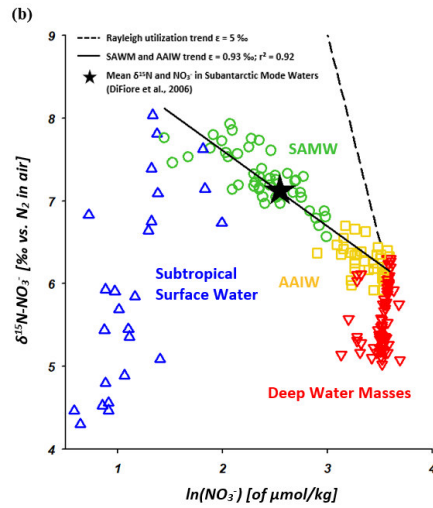 (b)
Rayleigh utilization trend ε = 5 ‰
SAWM and AAIW trend ε = 0.93 ‰; r² = 0.92
Mean δ¹⁵N and NO₃⁻ in Subantarctic Mode Waters
(DiFiore et al., 2006)
9
8
7
6
5
4
δ¹⁵N-NO₃⁻ [‰ vs. N₂ in air]
SAMW
Subtropical
Surface Water
AAIW
Deep Water Masses
1
2
3
4
ln(NO₃⁻) [of μmol/kg]